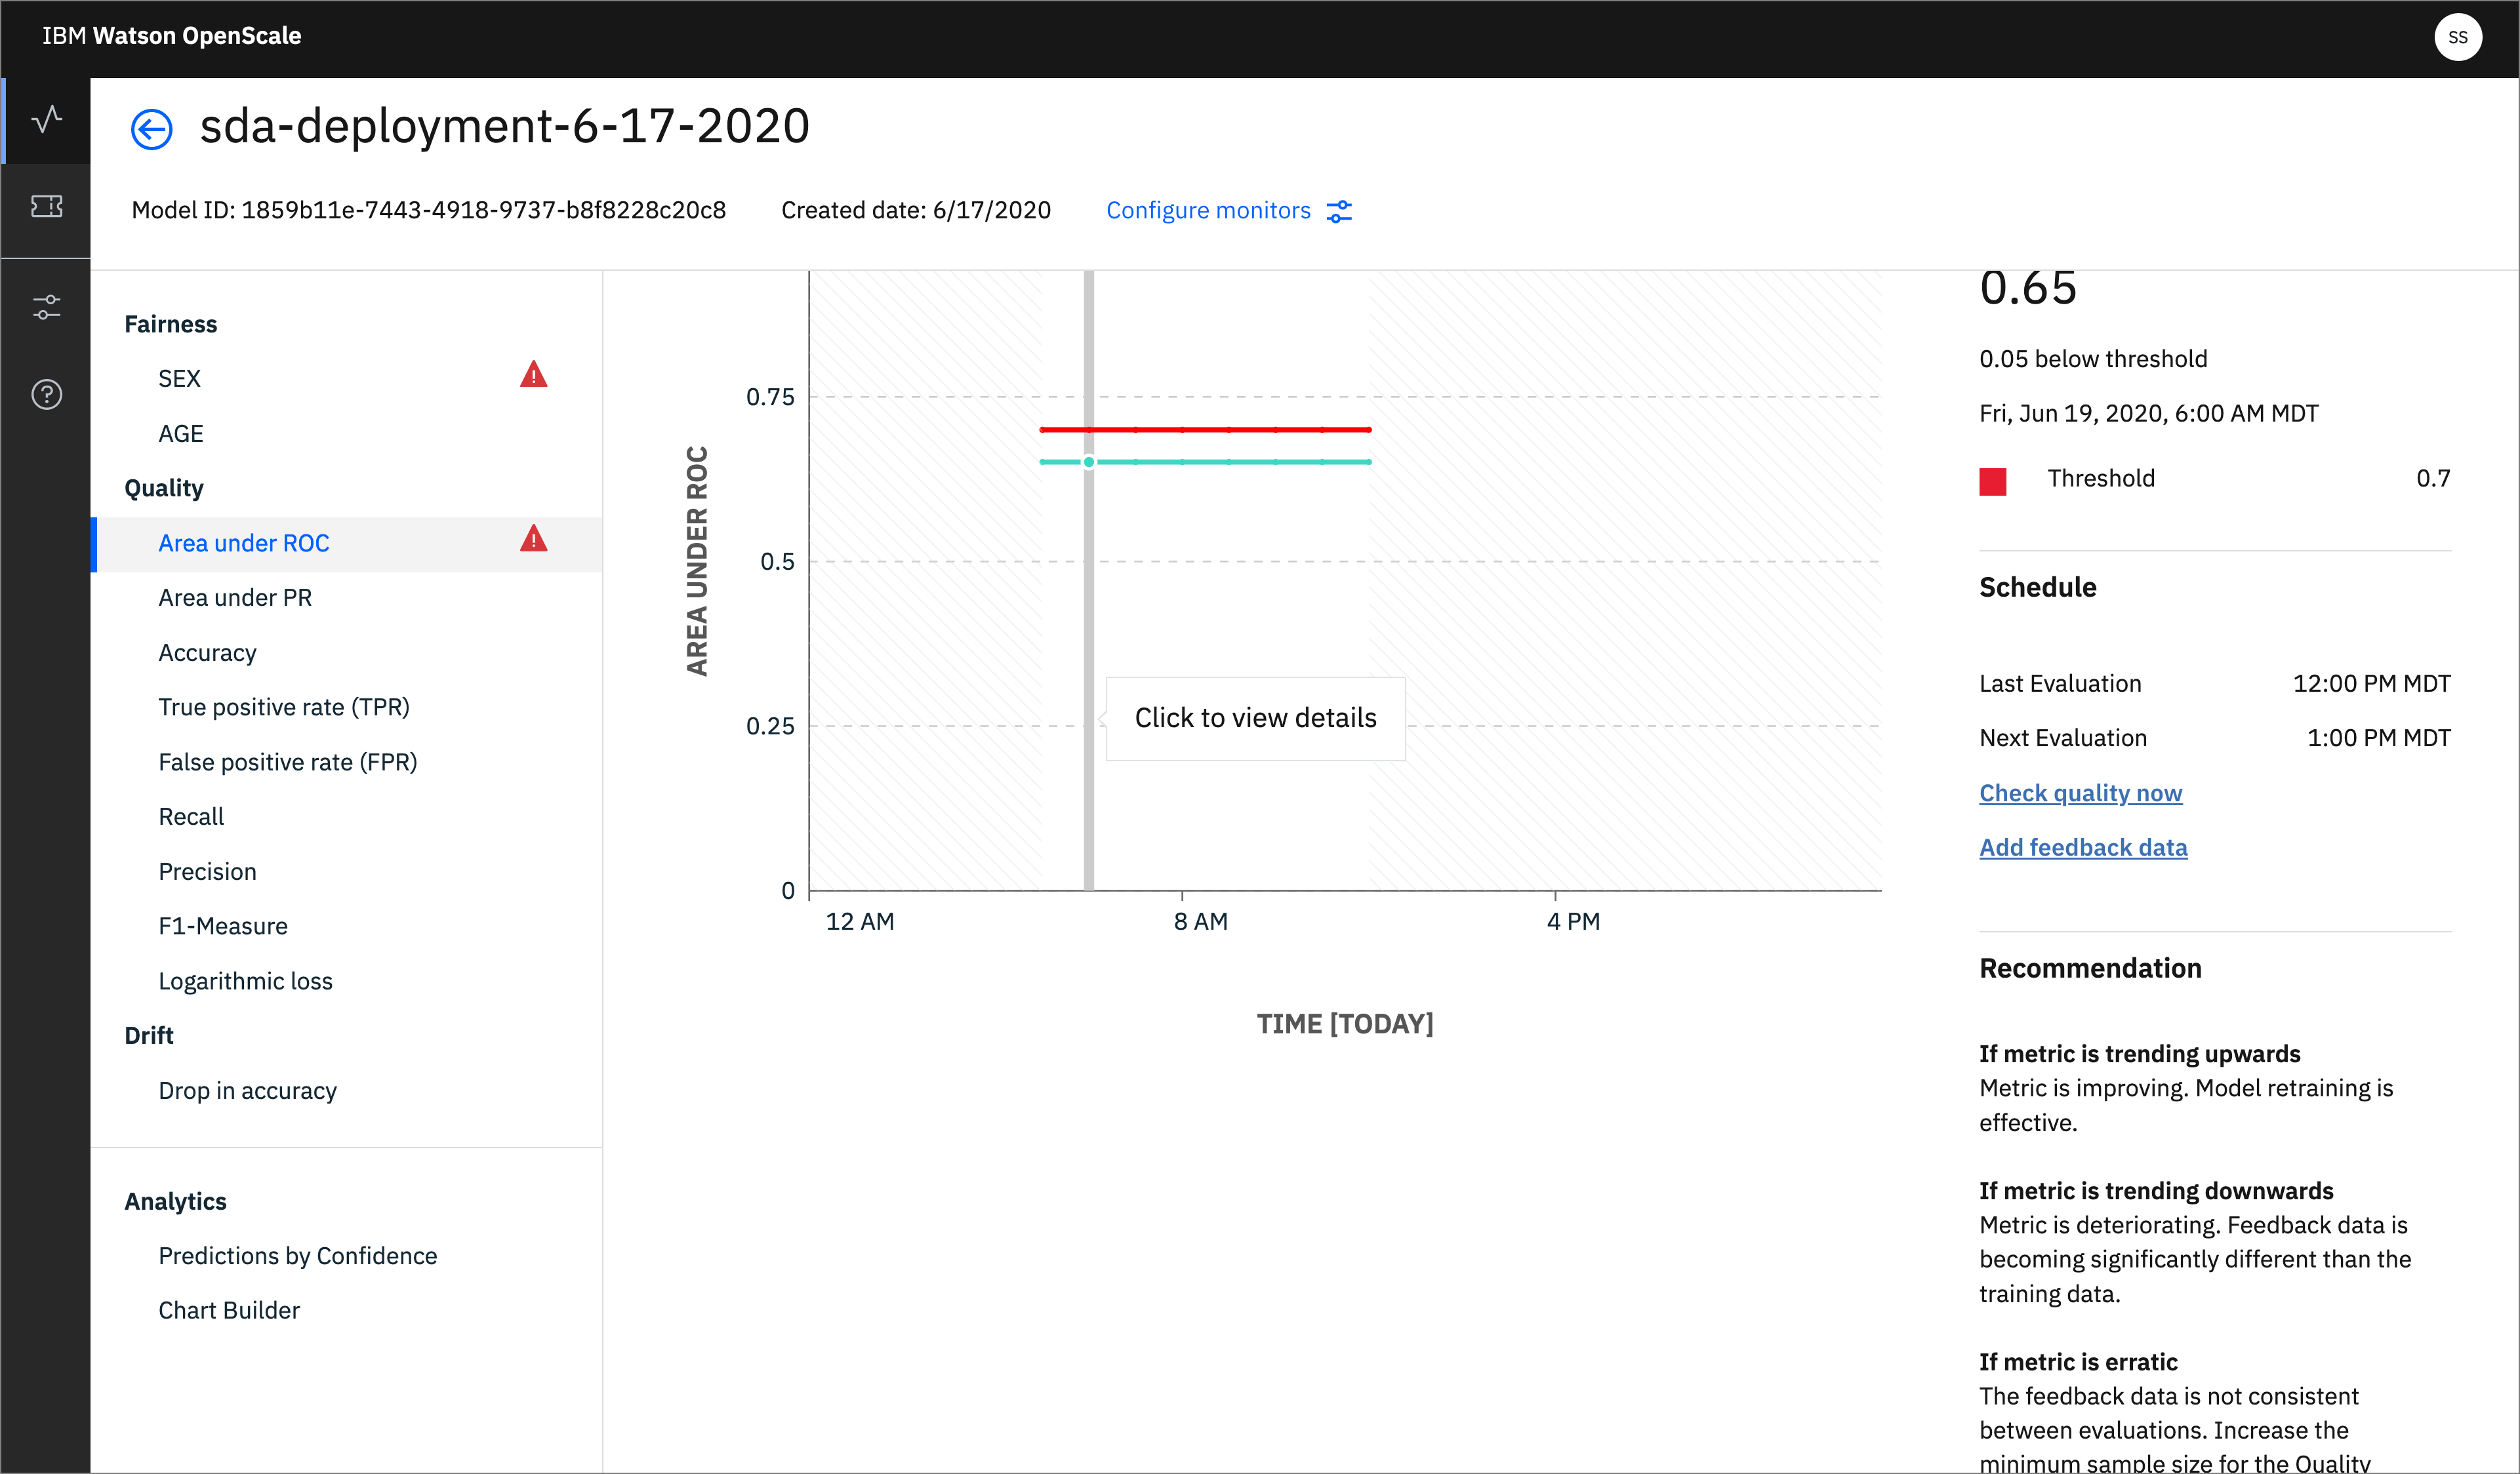 IBM Watson OpenScale
SS
sda-deployment-6-17-2020
Model ID: 1859b11e-7443-4918-9737-b8f8228c20c8
Created date: 6/17/2020
Configure monitors
Fairness
SEX
AGE
Quality
Area under ROC
Area under PR
Accuracy
True positive rate (TPR)
False positive rate (FPR)
Recall
Precision
F1-Measure
Logarithmic loss
Drift
Drop in accuracy
Analytics
Predictions by Confidence
Chart Builder
AREA UNDER ROC
0.75
0.5
0.25
0
Click to view details
12 AM
8 AM
4 PM
TIME [TODAY]
0.65
0.05 below threshold
Fri, Jun 19, 2020, 6:00 AM MDT
Threshold 0.7
Schedule
Last Evaluation 12:00 PM MDT
Next Evaluation 1:00 PM MDT
Check quality now
Add feedback data
Recommendation
If metric is trending upwards
Metric is improving. Model retraining is
effective.
If metric is trending downwards
Metric is deteriorating. Feedback data is
becoming significantly different than the
training data.
If metric is erratic
The feedback data is not consistent
between evaluations. Increase the
minimum sample size for the Quality